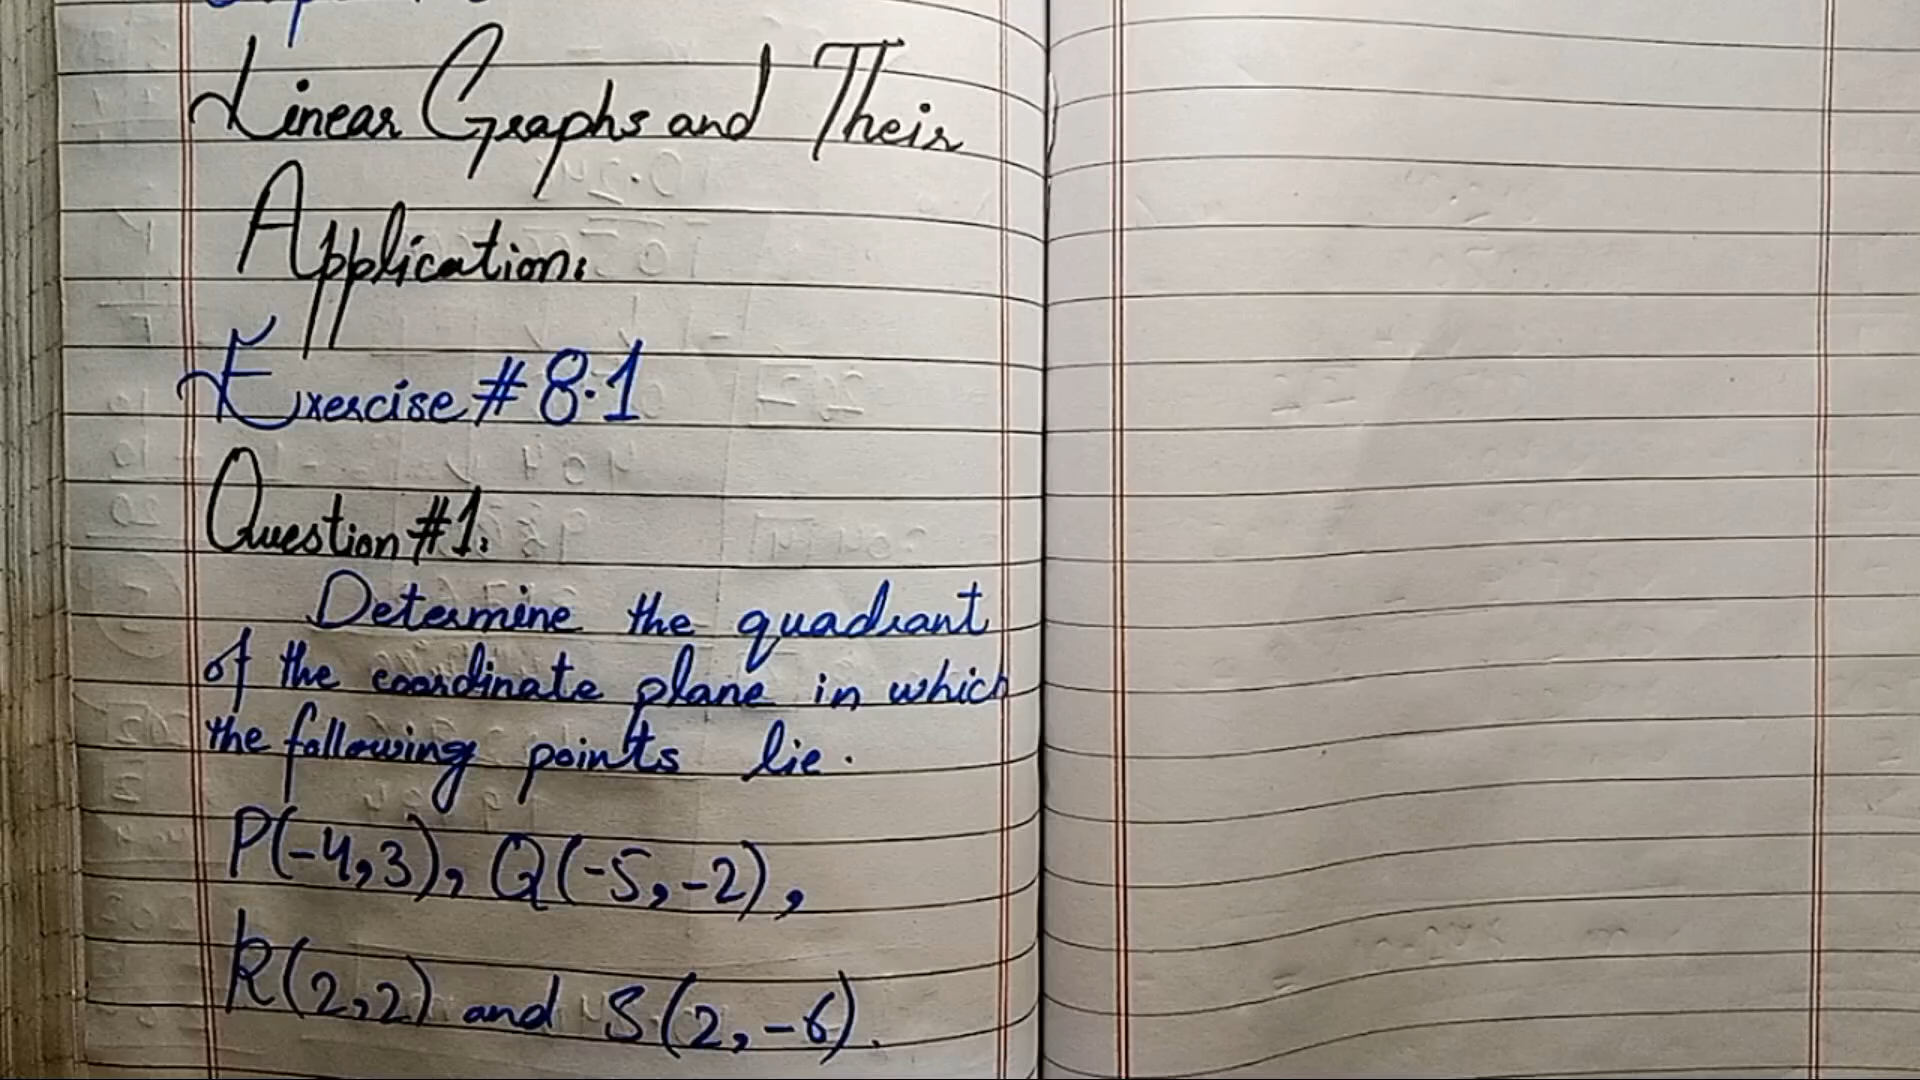 Linear Graphs and Their
Application:
Exercise # 8.1
Question #1:
Determine the quadrant
of the coordinate plane in which
the following points lie.
P(-4,3), Q(-5,-2),
R(2,2) and S(2,-6).